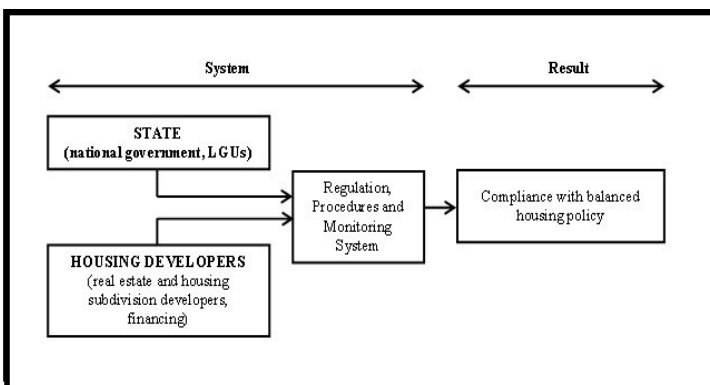 System
Result
STATE
(national government, LGUs)
Regulation,
Procedures and
Monitoring
System
Compliance with balanced
housing policy
HOUSING DEVELOPERS
(real estate and housing
subdivision developers,
financing)